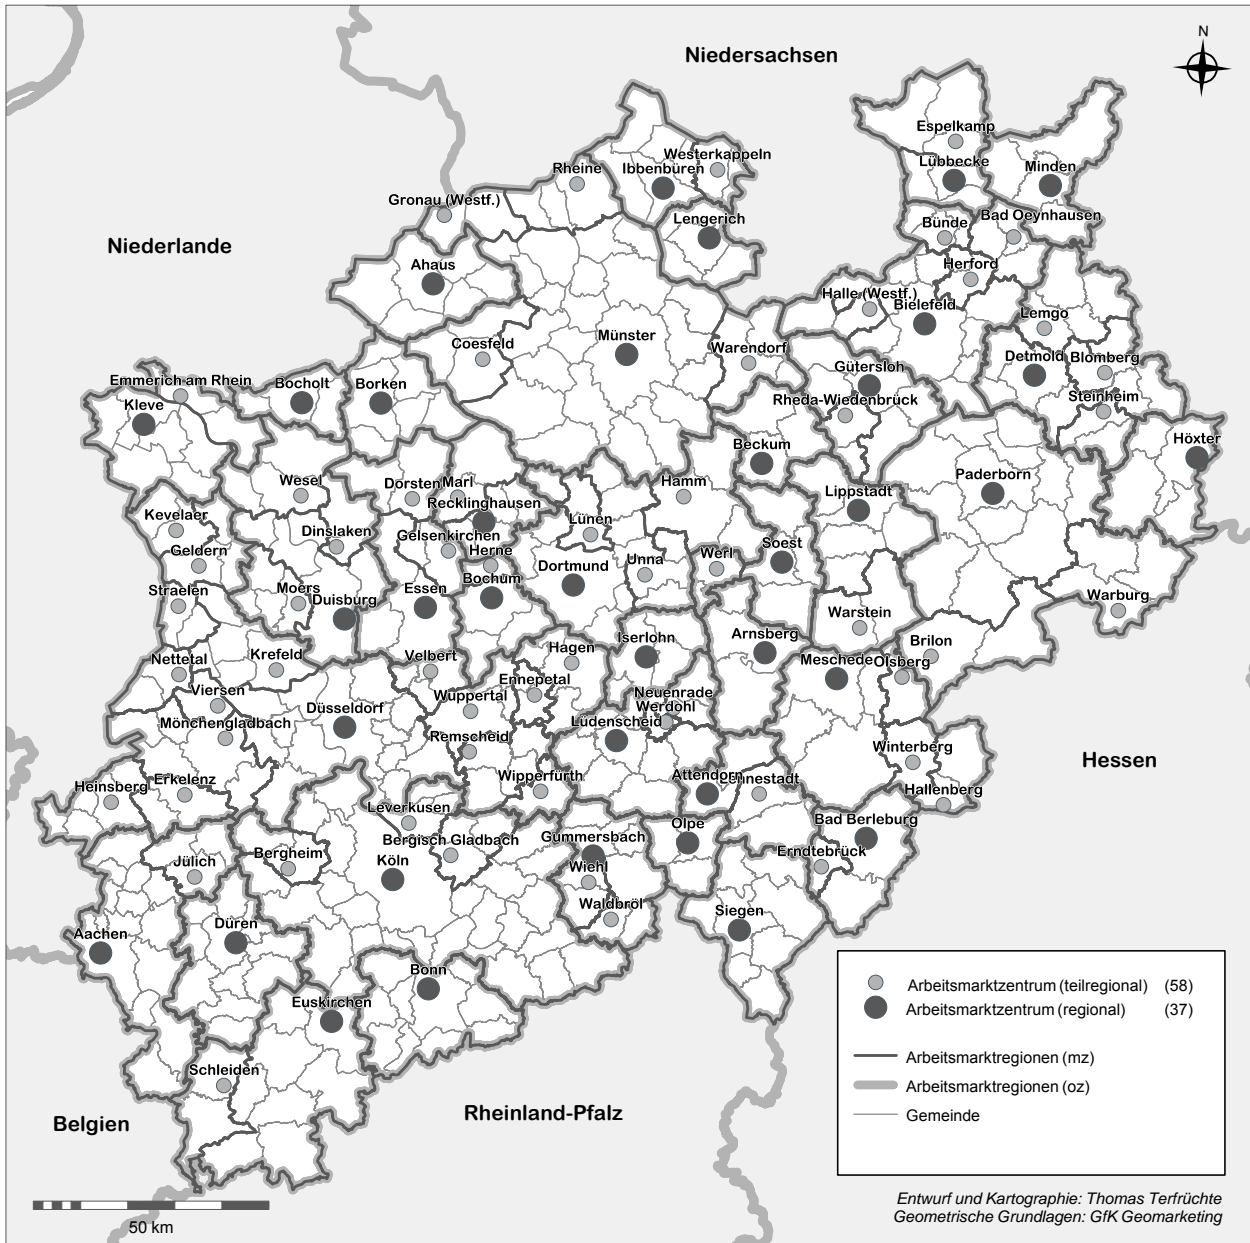 N
Niedersachsen
Espelkamp
Westerkappeln
Lübbecke
Rheine
Ibbenbüren
Minden
Gronau (Westf.)
Lengerich
Bünde
Bad Oeynhausen
Niederlande
Ahaus
Herford
Halle (Westf.)
Bielefeld
Lemgo
Münster
Coesfeld
Warendorf
Detmold
Blomberg
Gütersloh
Emmerich am Rhein
Bocholt
Borken
Steinheim
Kleve
Rheda-Wiedenbrück
Höxter
Beckum
Paderborn
Wesel
Dorsten
Marl
Hamm
Lippstadt
Recklinghausen
Kevelaer
Lünen
Dinslaken
Gelsenkirchen
Soest
Geldern
Herne
Unna
Werl
Dortmund
Bochum
Straelen
Moers
Essen
Duisburg
Warburg
Warstein
Iserlohn
Arnsberg
Brilon
Hagen
Krefeld
Velbert
Nettetal
Meschede
Olsberg
Ennepetal
Viersen
Wuppertal
Neuenrade
Düsseldorf
Werdohl
Mönchengladbach
Lüdenscheid
Remscheid
Winterberg
Hessen
Wipperfürth
Attendorn
Lennestadt
Erkelenz
Heinsberg
Hallenberg
Leverkusen
Bad Berleburg
Olpe
Bergisch Gladbach
Gummersbach
Bergheim
Erndtebrück
Jülich
Köln
Wiehl
Waldbröl
Siegen
Düren
Aachen
Bonn
Euskirchen
Schleiden
Belgien
Rheinland-Pfalz
Arbeitsmarktzentrum (teilregional) (58)
Arbeitsmarktzentrum (regional) (37)
Arbeitsmarktregionen (mz)
Arbeitsmarktregionen (oz)
Gemeinde
Entwurf und Kartographie: Thomas Terfrüchte
Geometrische Grundlagen: GfK Geomarketing
50 km